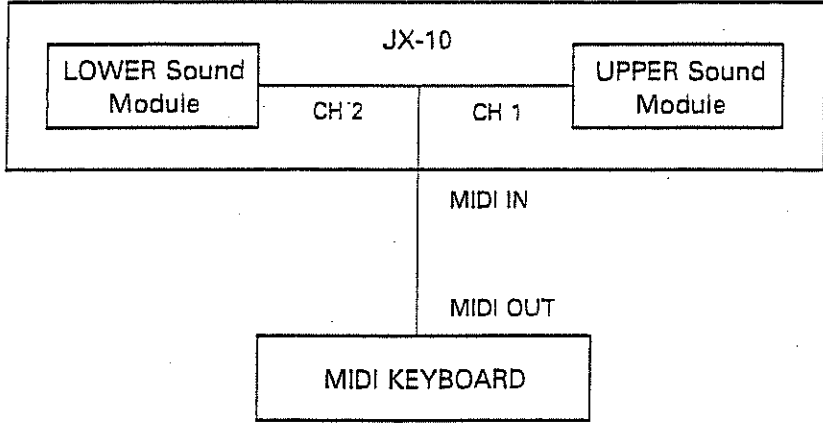 JX-10
LOWER Sound
Module
UPPER Sound
Module
CH 2
CH 1
MIDI IN
MIDI OUT
MIDI KEYBOARD